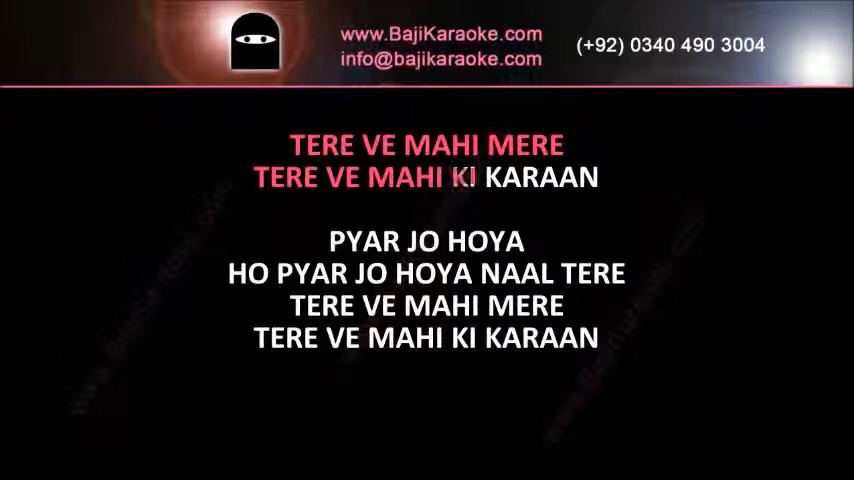 www.BajiKaraoke.com
info@bajikaraoke.com
(+92) 0340 490 3004
TERE VE MAHI MERE
TERE VE MAHI KI KARAAN
PYAR JO HOYA
HO PYAR JO HOYA NAAL TERE
TERE VE MAHI MERE
TERE VE MAHI KI KARAAN